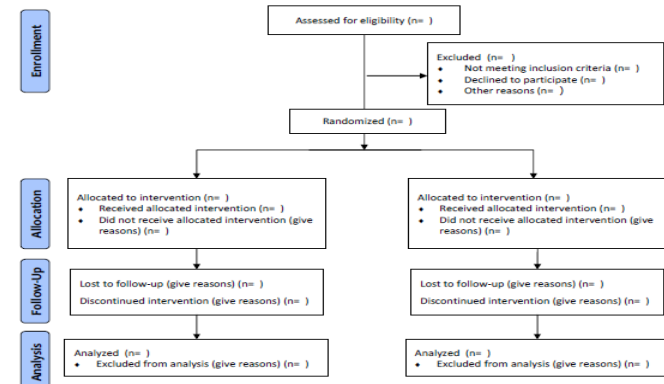 Enrollment
Assessed for eligibility (n= )
Excluded (n= )
• Not meeting inclusion criteria (n= )
• Declined to participate (n= )
• Other reasons (n= )
Randomized (n= )
Allocation
Allocated to intervention (n= )
• Received allocated intervention (n= )
• Did not receive allocated intervention (give
reasons) (n= )
Allocated to intervention (n= )
• Received allocated intervention (n= )
• Did not receive allocated intervention (give
reasons) (n= )
Follow-Up
Lost to follow-up (give reasons) (n= )
Discontinued intervention (give reasons) (n= )
Lost to follow-up (give reasons) (n= )
Discontinued intervention (give reasons) (n= )
Analysis
Analyzed (n= )
• Excluded from analysis (give reasons) (n= )
Analyzed (n= )
• Excluded from analysis (give reasons) (n= )